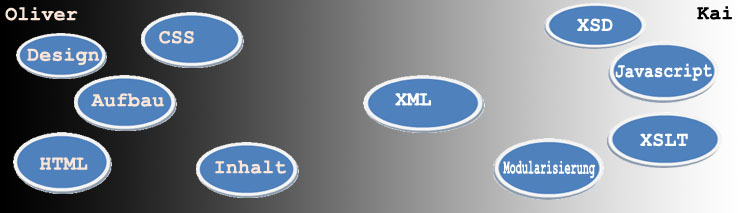 Oliver
Kai
CSS
XSD
Design
Javascript
Aufbau
XML
HTML
XSLT
Inhalt
Modularisierung